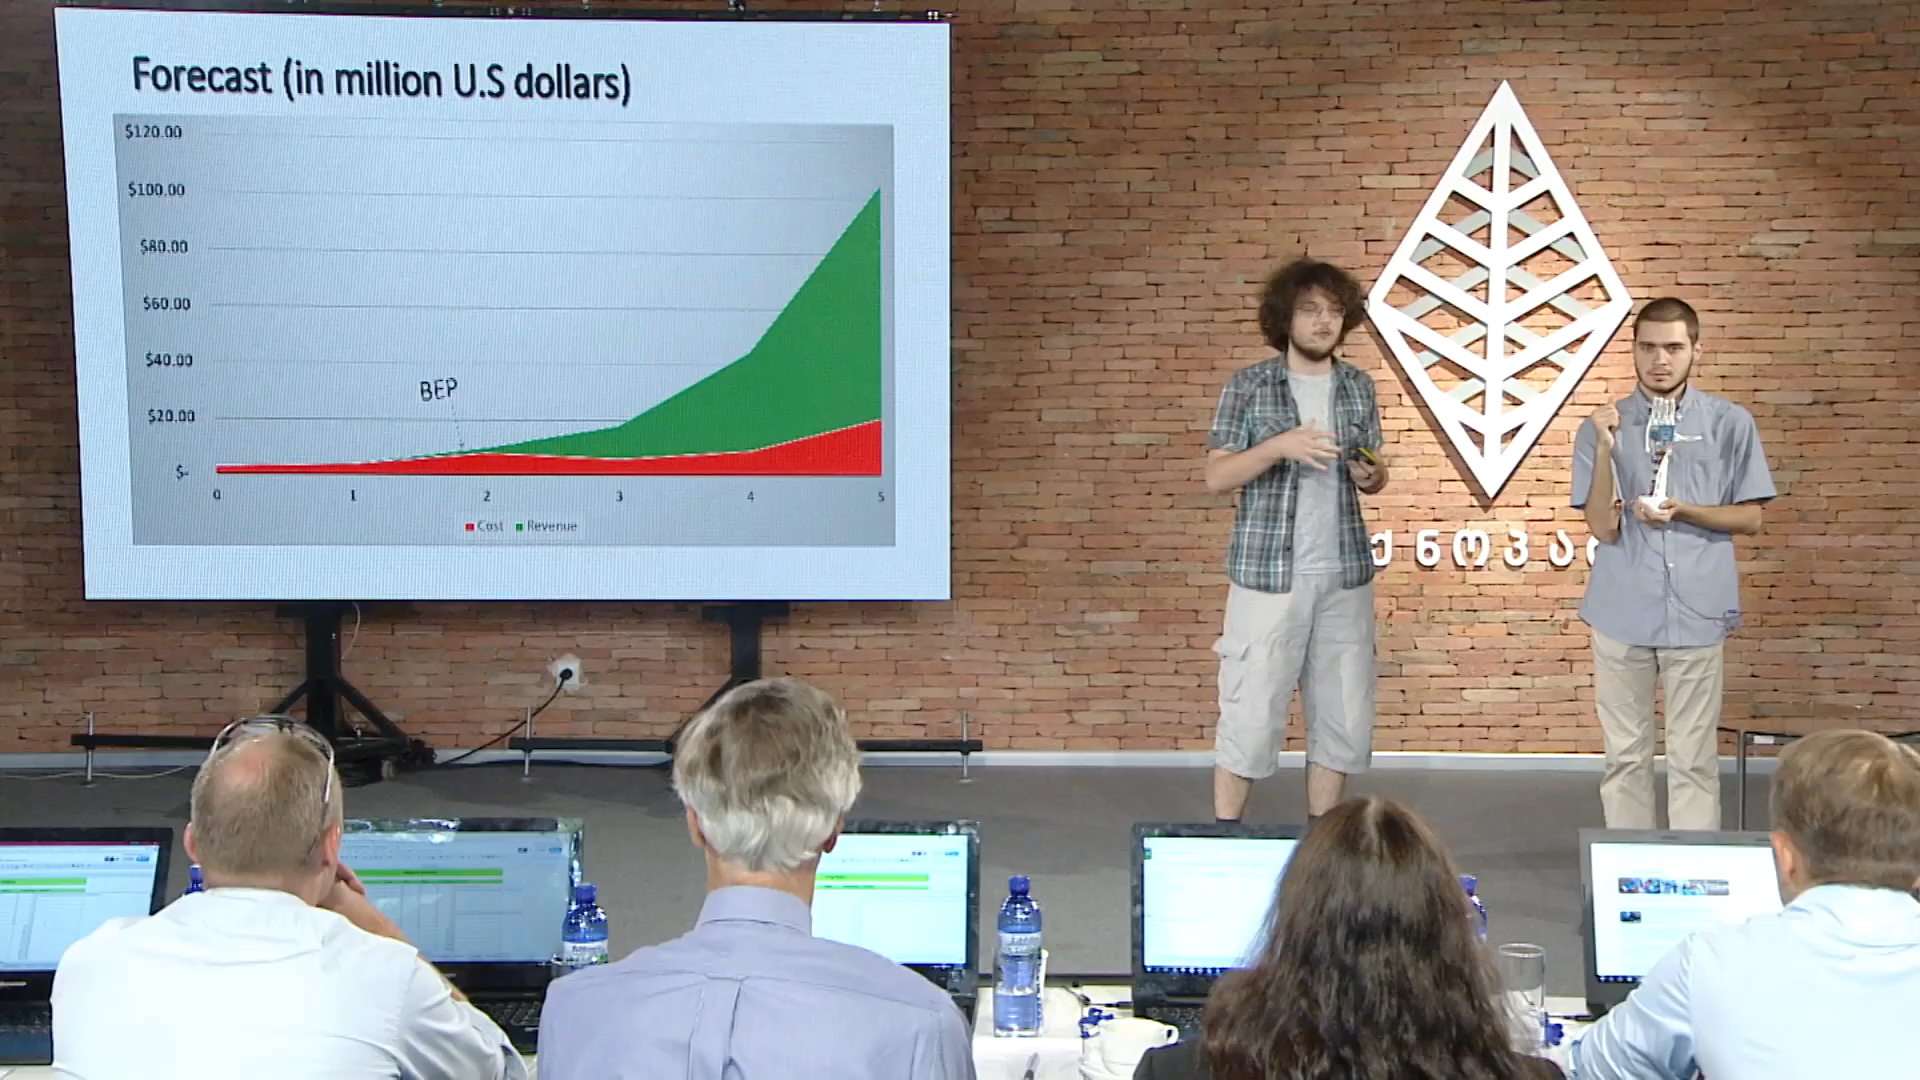 Forecast (in million U.S dollars)
$120.00
$100.00
$80.00
$60.00
$40.00
$20.00
$-
BEP
0 1 2 3 4 5
Cost Revenue
ქნოპა